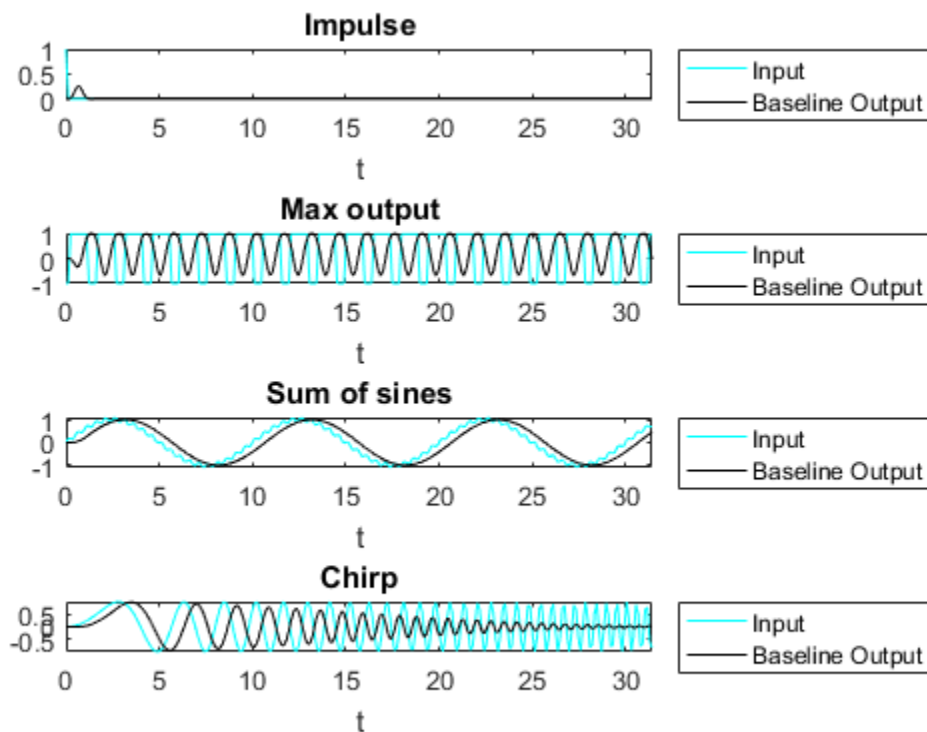 Impulse
1
0.5
0
0 5 10 15 20 25 30
t
Input
Baseline Output
Max output
1
0
-1
0 5 10 15 20 25 30
t
Input
Baseline Output
Sum of sines
1
0
-1
0 5 10 15 20 25 30
t
Input
Baseline Output
Chirp
0.5
0
-0.5
0 5 10 15 20 25 30
t
Input
Baseline Output